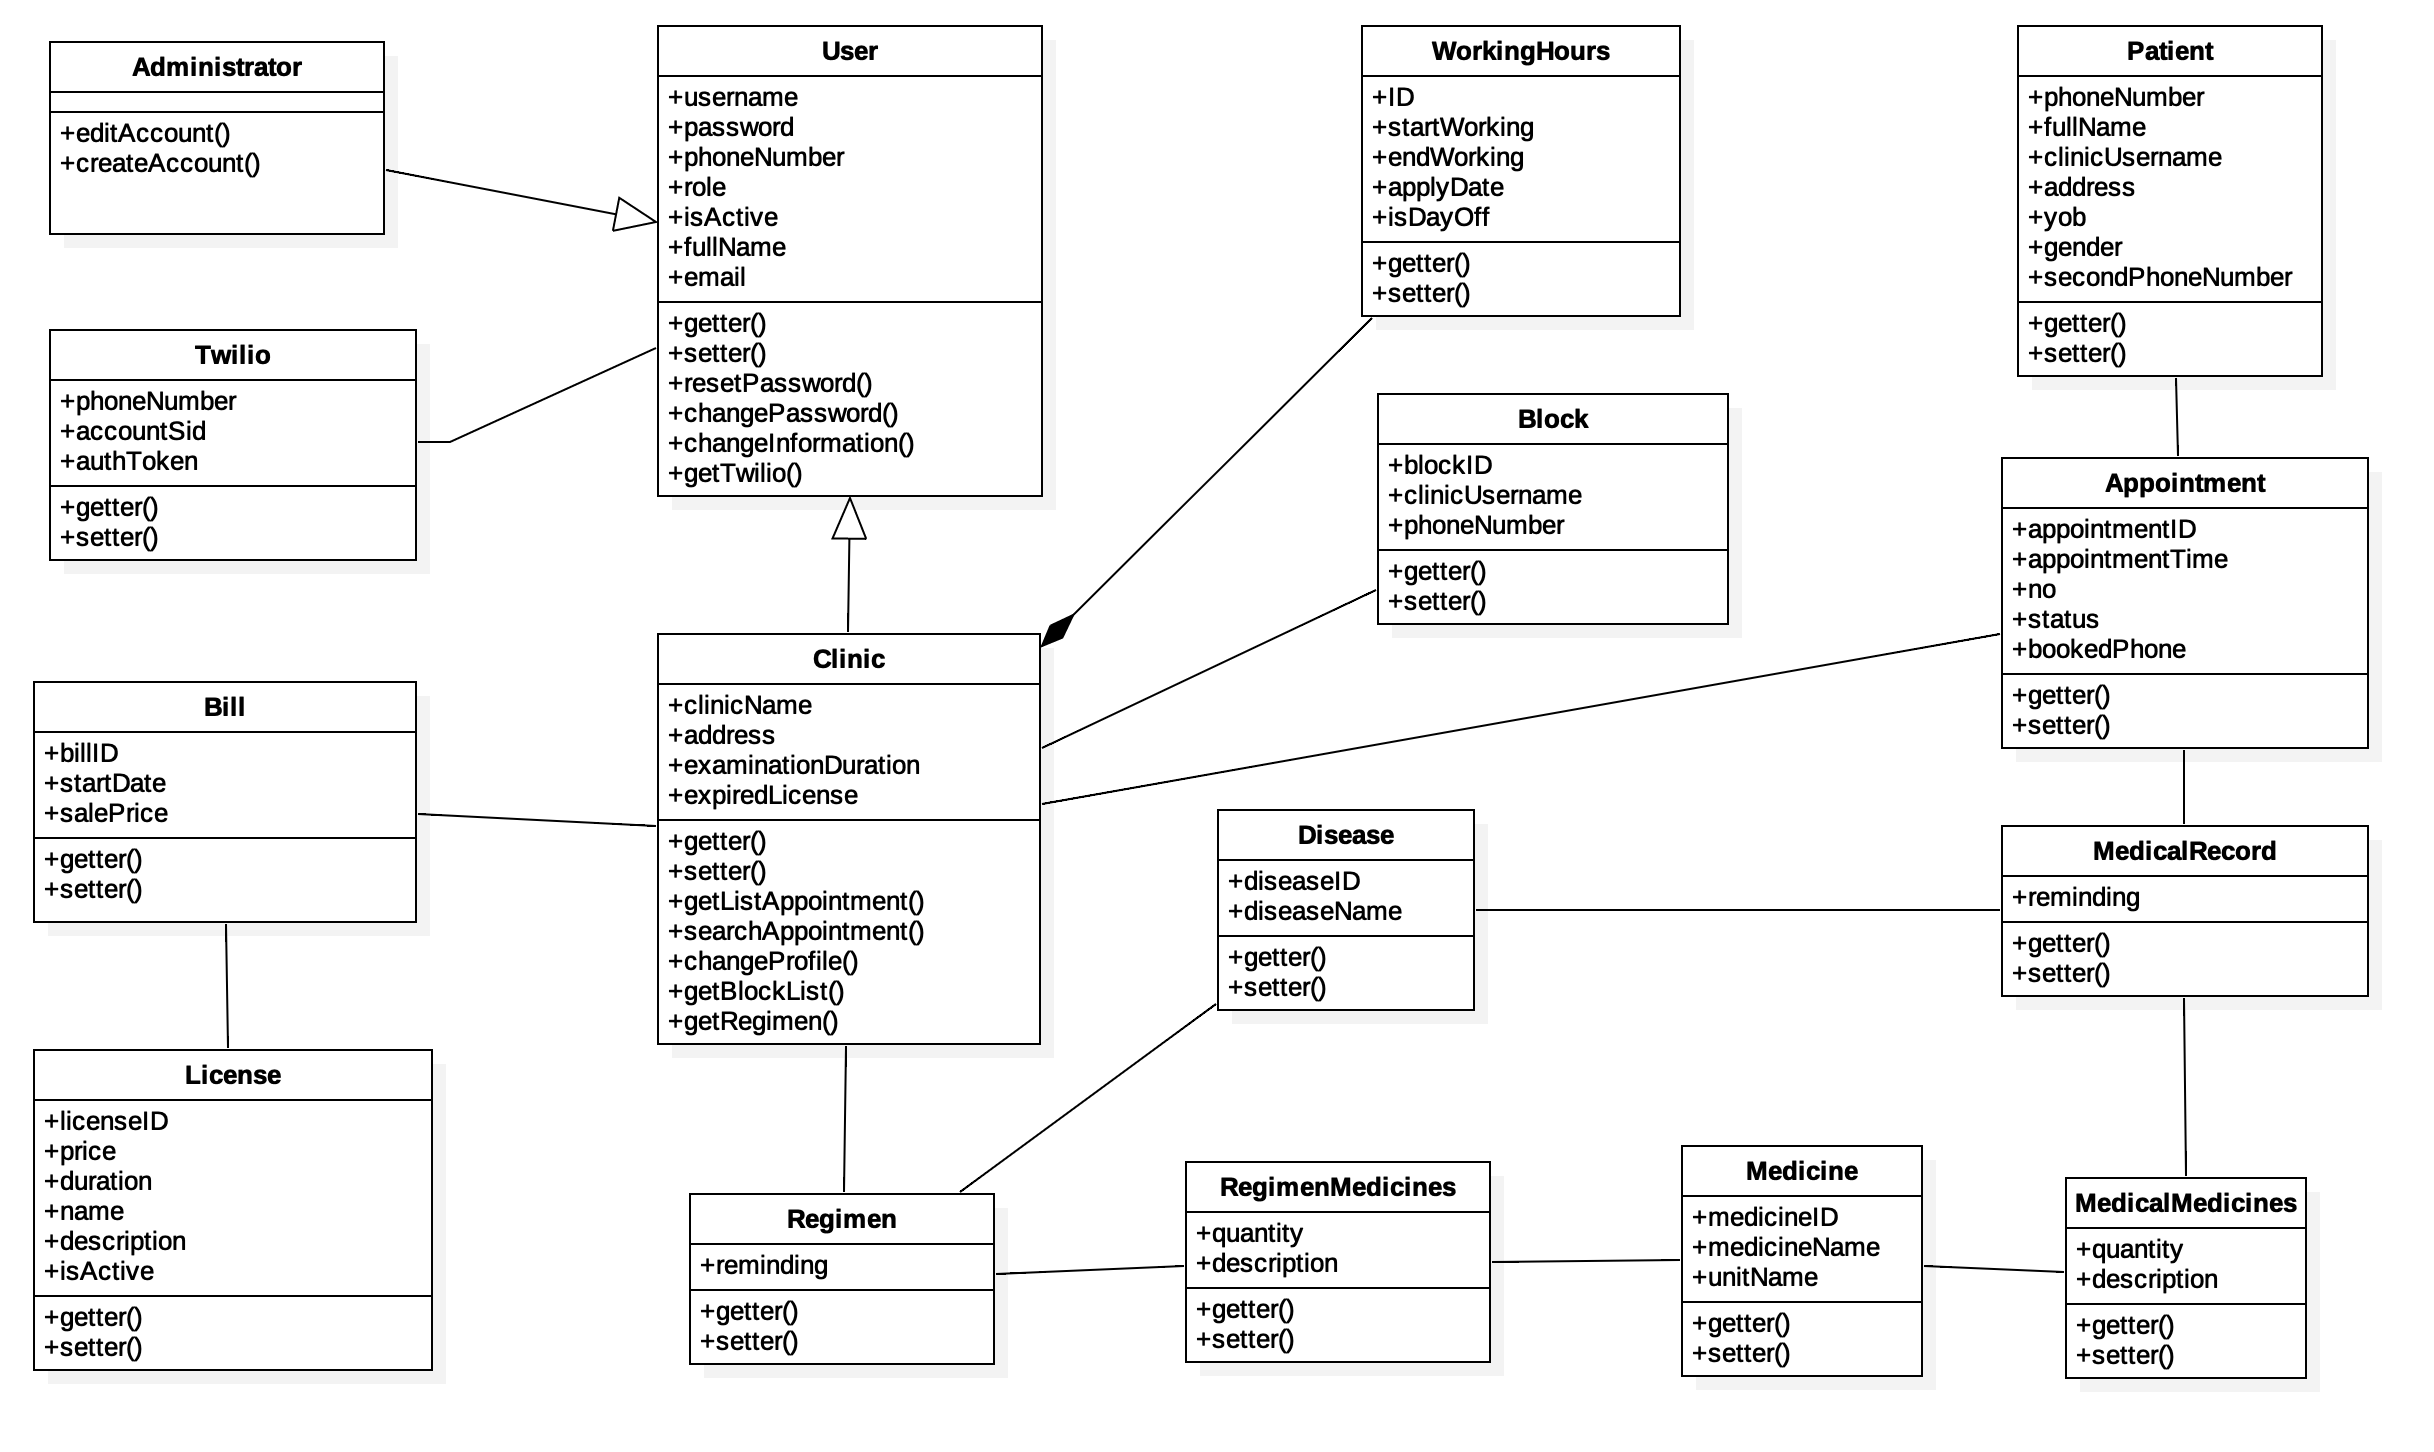 Administrator
+editAccount()
+createAccount()
User
+username
+password
+phoneNumber
+role
+isActive
+fullName
+email
+getter()
+setter()
+resetPassword()
+changePassword()
+changeInformation()
+getTwilio()
WorkingHours
+ID
+startWorking
+endWorking
+applyDate
+isDayOff
+getter()
+setter()
Patient
+phoneNumber
+fullName
+clinicUsername
+address
+yob
+gender
+secondPhoneNumber
+getter()
+setter()
Twilio
+phoneNumber
+accountSid
+authToken
+getter()
+setter()
Block
+blockID
+clinicUsername
+phoneNumber
+getter()
+setter()
Appointment
+appointmentID
+appointmentTime
+no
+status
+bookedPhone
+getter()
+setter()
Clinic
+clinicName
+address
+examinationDuration
+expiredLicense
+getter()
+setter()
+getListAppointment()
+searchAppointment()
+changeProfile()
+getBlockList()
+getRegimen()
Bill
+billID
+startDate
+salePrice
+getter()
+setter()
Disease
+diseaseID
+diseaseName
+getter()
+setter()
MedicalRecord
+reminding
+getter()
+setter()
License
+licenseID
+price
+duration
+name
+description
+isActive
+getter()
+setter()
Regimen
+reminding
+getter()
+setter()
RegimenMedicines
+quantity
+description
+getter()
+setter()
Medicine
+medicineID
+medicineName
+unitName
+getter()
+setter()
MedicalMedicines
+quantity
+description
+getter()
+setter()